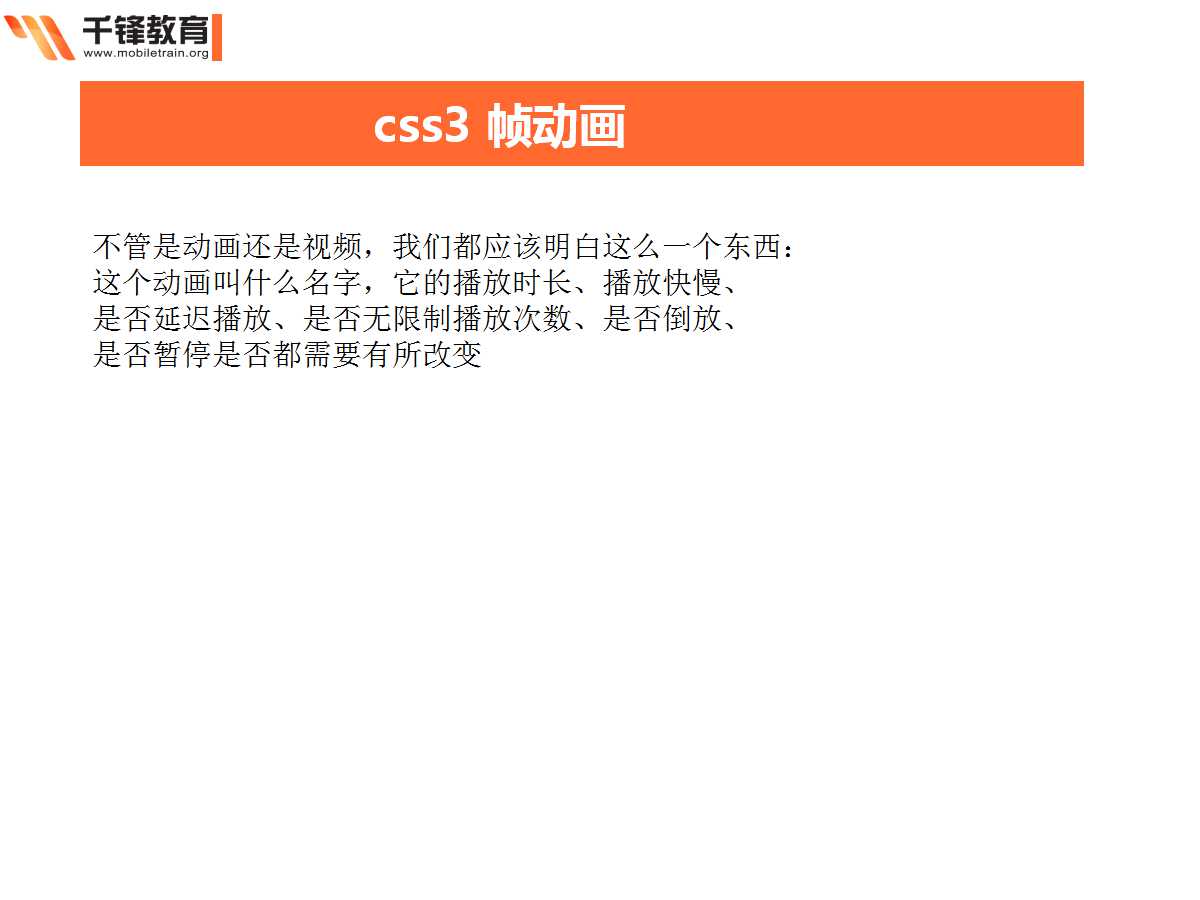 千锋教育
www.mobiletrain.org
css3 帧动画
不管是动画还是视频，我们都应该明白这么一个东西：
这个动画叫什么名字，它的播放时长、播放快慢、
是否延迟播放、是否无限制播放次数、是否倒放、
是否暂停是否都需要有所改变